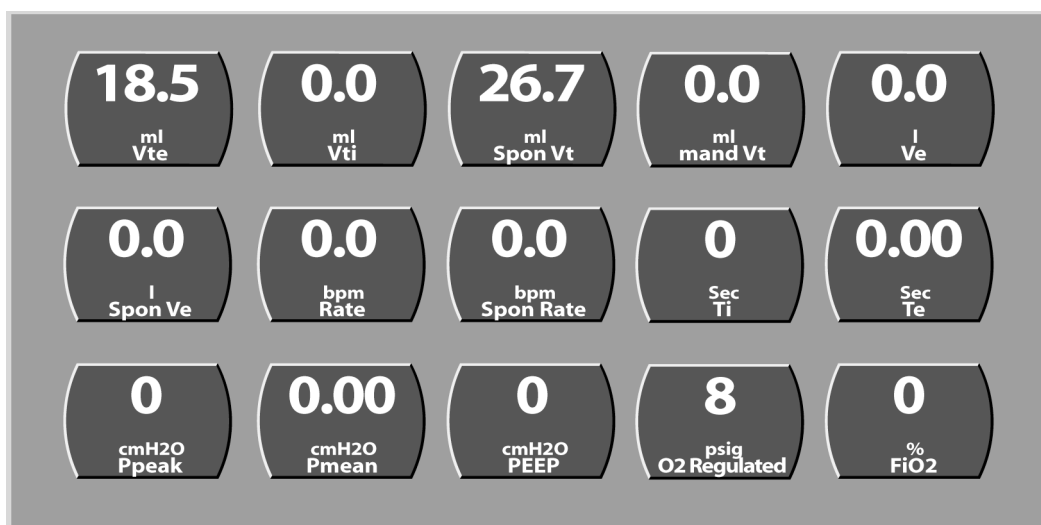 18.5 0.0 26.7 0.0 0.0
ml ml ml ml l
Vte Vti Spon Vt mand Vt Ve
0.0 0.0 0.0 0 0.00
l bpm bpm Sec Sec
Spon Ve Rate Spon Rate Ti Te
0 0.00 0 8 0
cmH2O cmH2O cmH2O psig %
Ppeak Pmean PEEP O2 Regulated FiO2